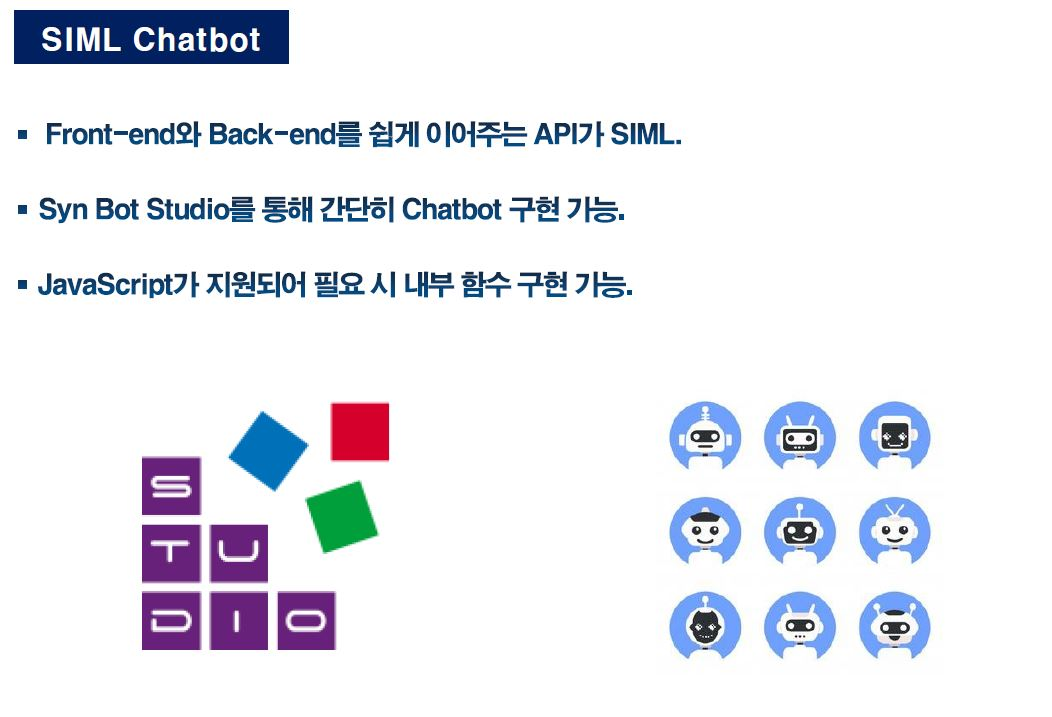 SIML Chatbot
▪ Front-end와 Back-end를 쉽게 이어주는 API가 SIML.
▪ Syn Bot Studio를 통해 간단히 Chatbot 구현 가능.
▪ JavaScript가 지원되어 필요 시 내부 함수 구현 가능.
S
TU
DIO